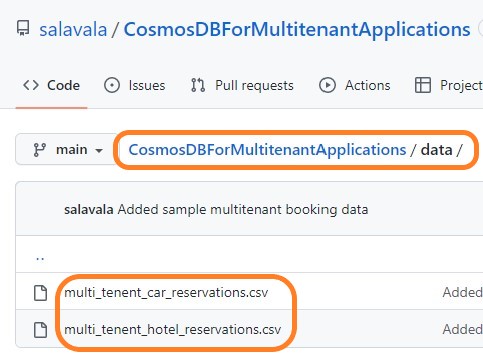 salavala / CosmosDBForMultitenantApplications
Code Issues Pull requests Actions Project
main CosmosDBForMultitenantApplications / data /
salavala Added sample multitenant booking data
..
multi_tenent_car_reservations.csv Added
multi_tenent_hotel_reservations.csv Added